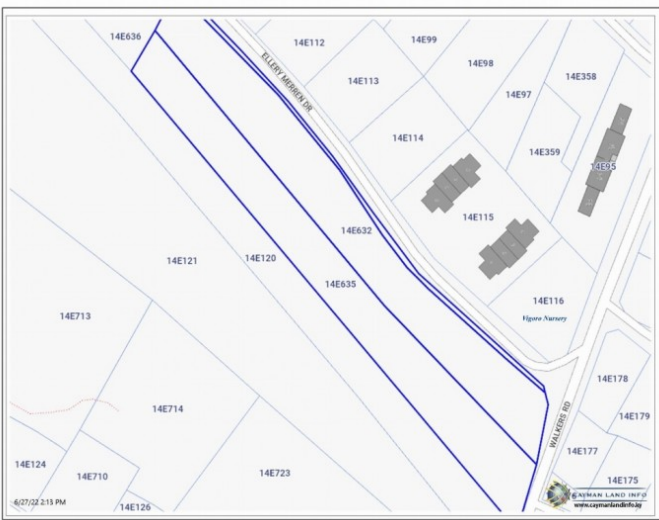 14E636
14E112
14E99
14E98
14E358
ELLERY MERREN DR
14E113
14E97
14E114
14E359
14E95
14E632
14E115
14E121
14E120
14E635
14E116
Vigoro Nursery
14E713
14E178
14E714
WALKERS RD
14E179
14E177
14E124
14E710
14E723
14E175
14E126
6/27/22 2:15 PM
CAYMAN LAND INFO
www.caymanlandinfo.ky